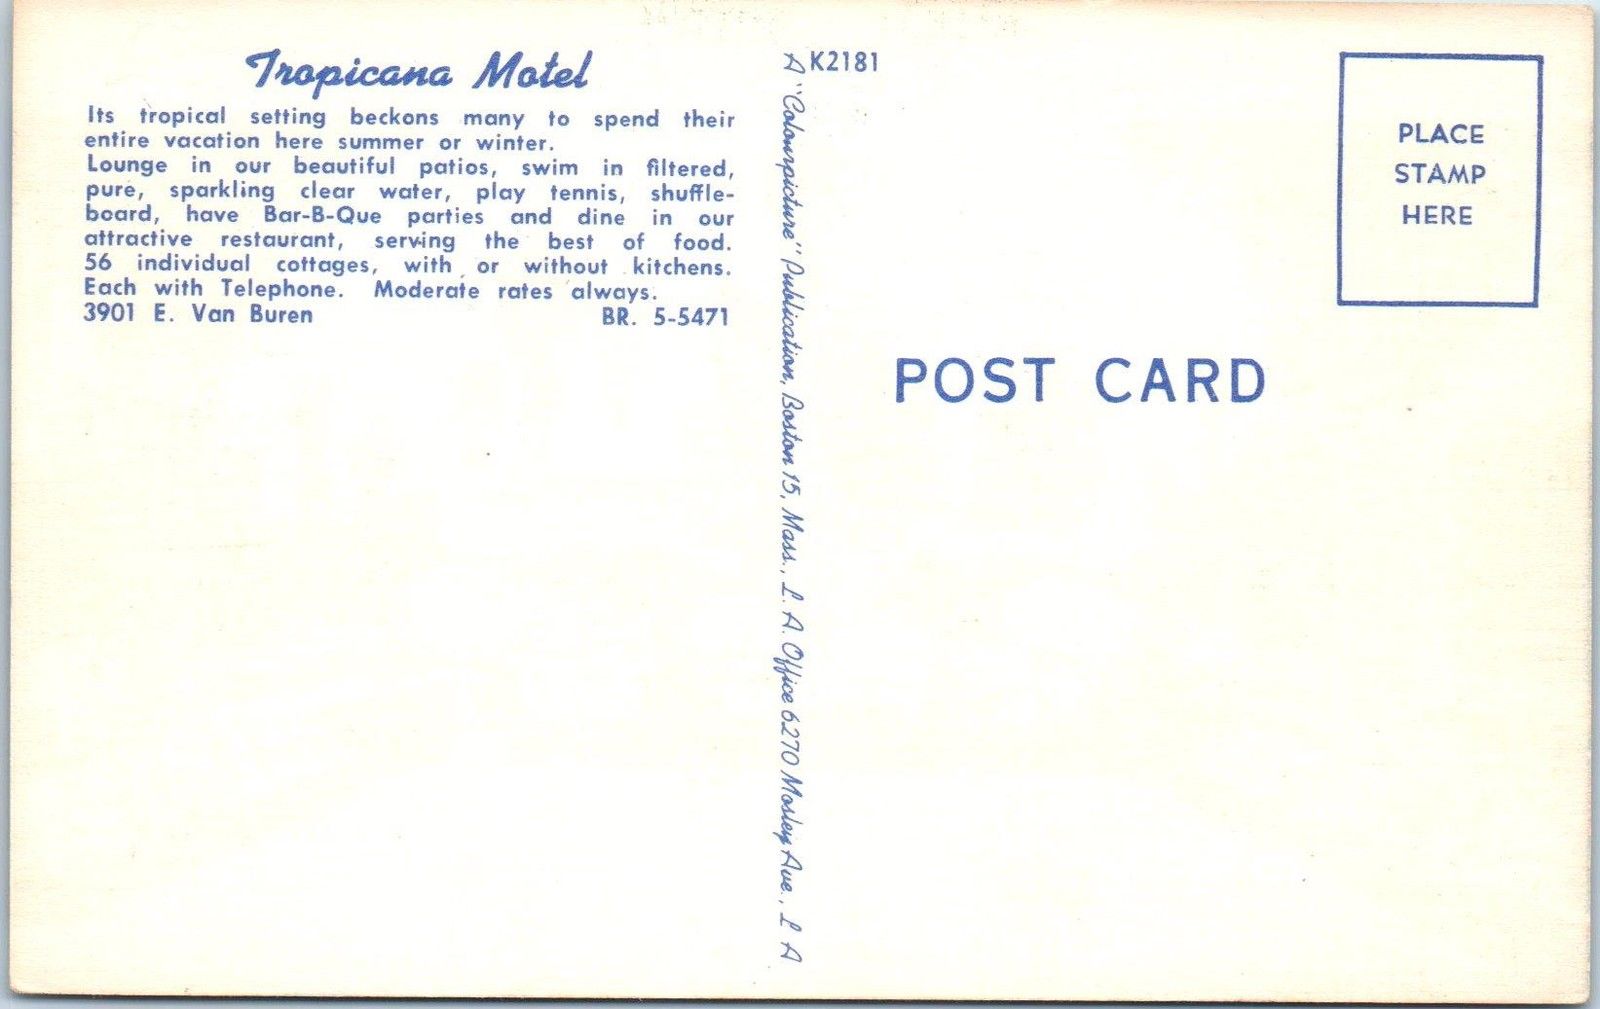 Tropicana Motel
Its tropical setting beckons many to spend their
entire vacation here summer or winter.
Lounge in our beautiful patios, swim in filtered,
pure, sparkling clear water, play tennis, shuffle-
board, have Bar-B-Que parties and dine in our
attractive restaurant, serving the best of food.
56 individual cottages, with or without kitchens.
Each with Telephone. Moderate rates always.
3901 E. Van Buren BR. 5-5471
A "Colourpicture" Publication, Boston 15, Mass., L. A. Office 6270 Mosley Ave., L A
K2181
PLACE
STAMP
HERE
POST CARD